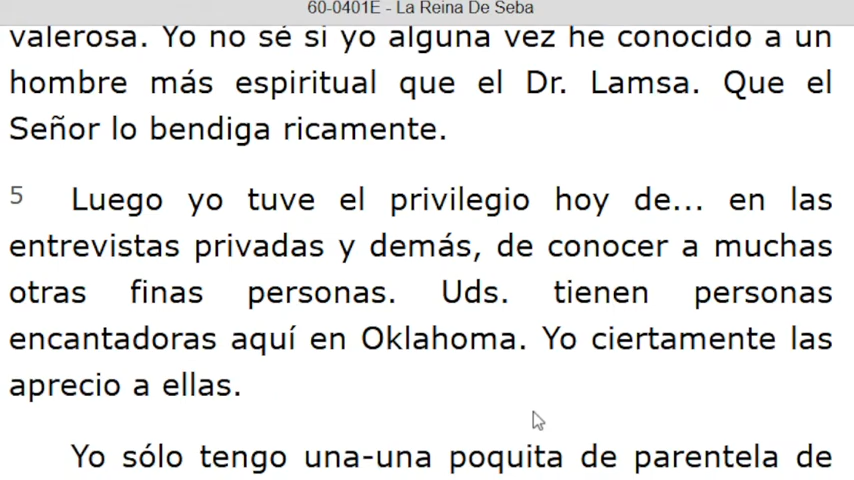 60-0401E - La Reina De Seba
valerosa. Yo no sé si yo alguna vez he conocido a un
hombre más espiritual que el Dr. Lamsa. Que el
Señor lo bendiga ricamente.
5 Luego yo tuve el privilegio hoy de... en las
entrevistas privadas y demás, de conocer a muchas
otras finas personas. Uds. tienen personas
encantadoras aquí en Oklahoma. Yo ciertamente las
aprecio a ellas.
Yo sólo tengo una-una poquita de parentela de